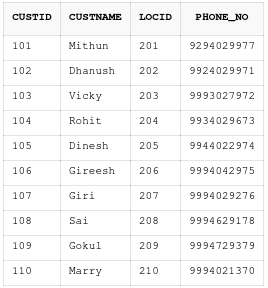 CUSTID CUSTNAME LOCID PHONE_NO
101 Mithun 201 9294029977
102 Dhanush 202 9924029971
103 Vicky 203 9993027972
104 Rohit 204 9934029673
105 Dinesh 205 9944022974
106 Gireesh 206 9994042975
107 Giri 207 9994029276
108 Sai 208 9994629178
109 Gokul 209 9994729379
110 Marry 210 9994021370